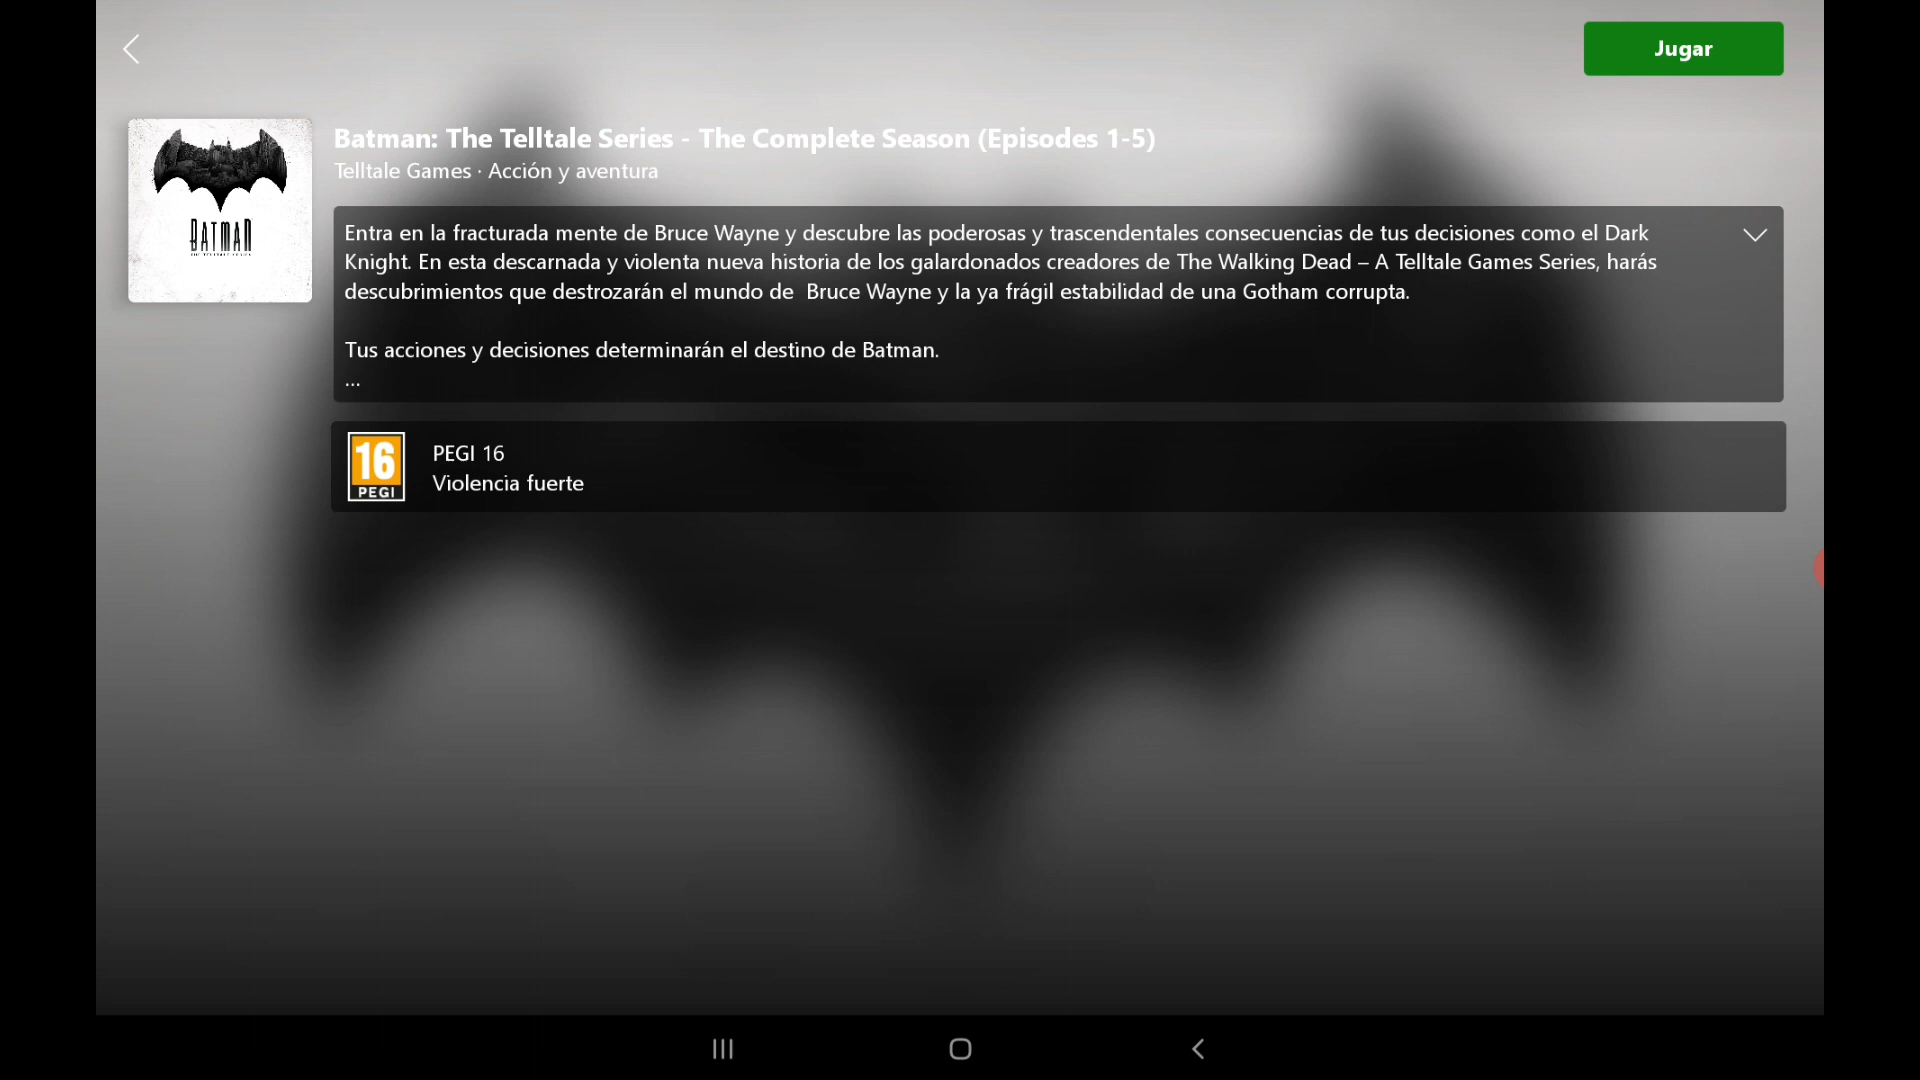 Jugar
Batman: The Telltale Series - The Complete Season (Episodes 1-5)
Telltale Games · Acción y aventura
BATMAN
THE TELLTALE SERIES
Entra en la fracturada mente de Bruce Wayne y descubre las poderosas y trascendentales consecuencias de tus decisiones como el Dark
Knight. En esta descarnada y violenta nueva historia de los galardonados creadores de The Walking Dead – A Telltale Games Series, harás
descubrimientos que destrozarán el mundo de  Bruce Wayne y la ya frágil estabilidad de una Gotham corrupta.
Tus acciones y decisiones determinarán el destino de Batman.
...
16
PEGI
PEGI 16
Violencia fuerte